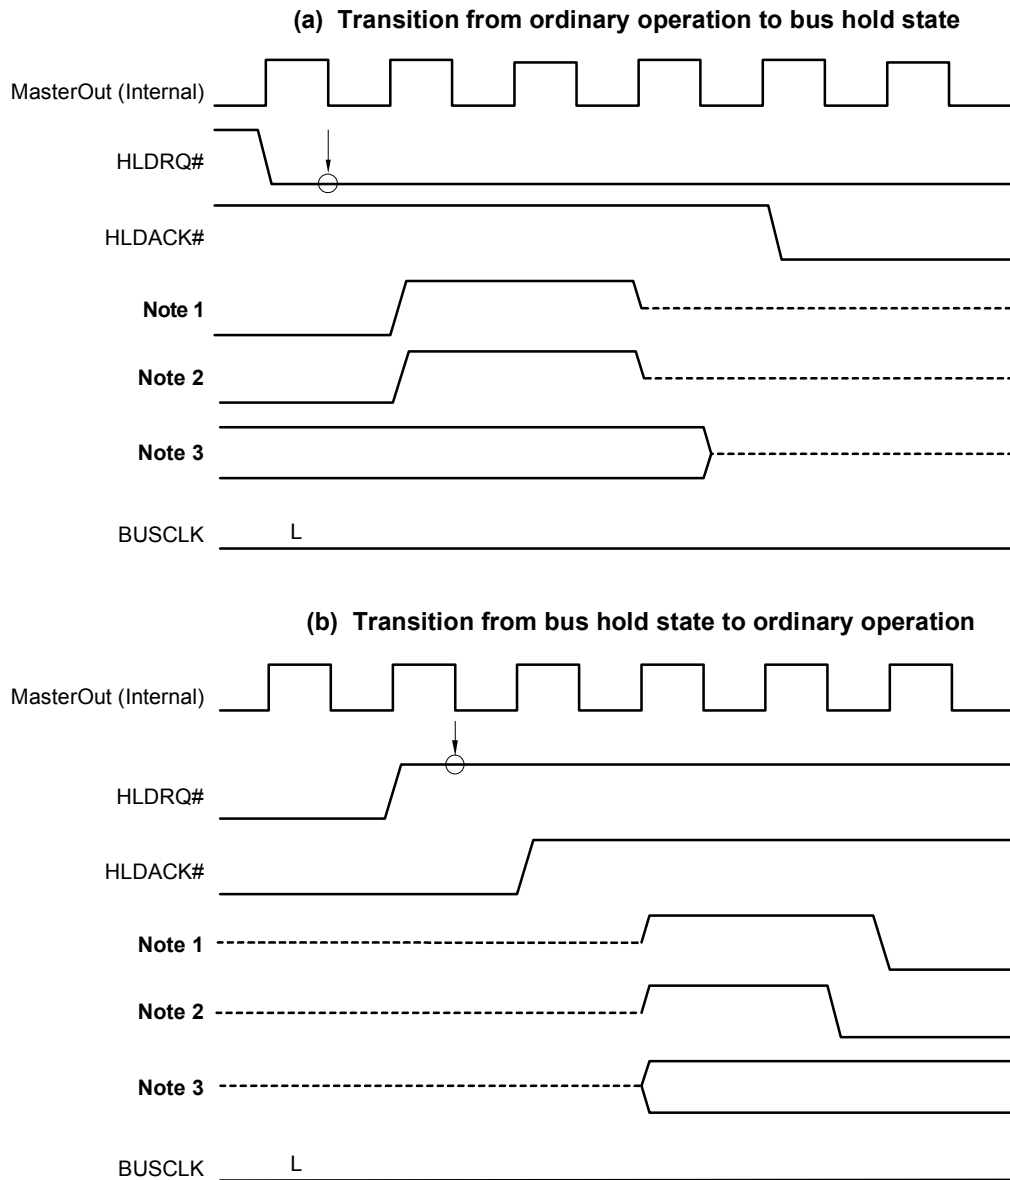 (a) Transition from ordinary operation to bus hold state
MasterOut (Internal)
HLDRQ#
HLDACK#
Note 1
Note 2
Note 3
BUSCLK
L
(b) Transition from bus hold state to ordinary operation
MasterOut (Internal)
HLDRQ#
HLDACK#
Note 1
Note 2
Note 3
BUSCLK
L